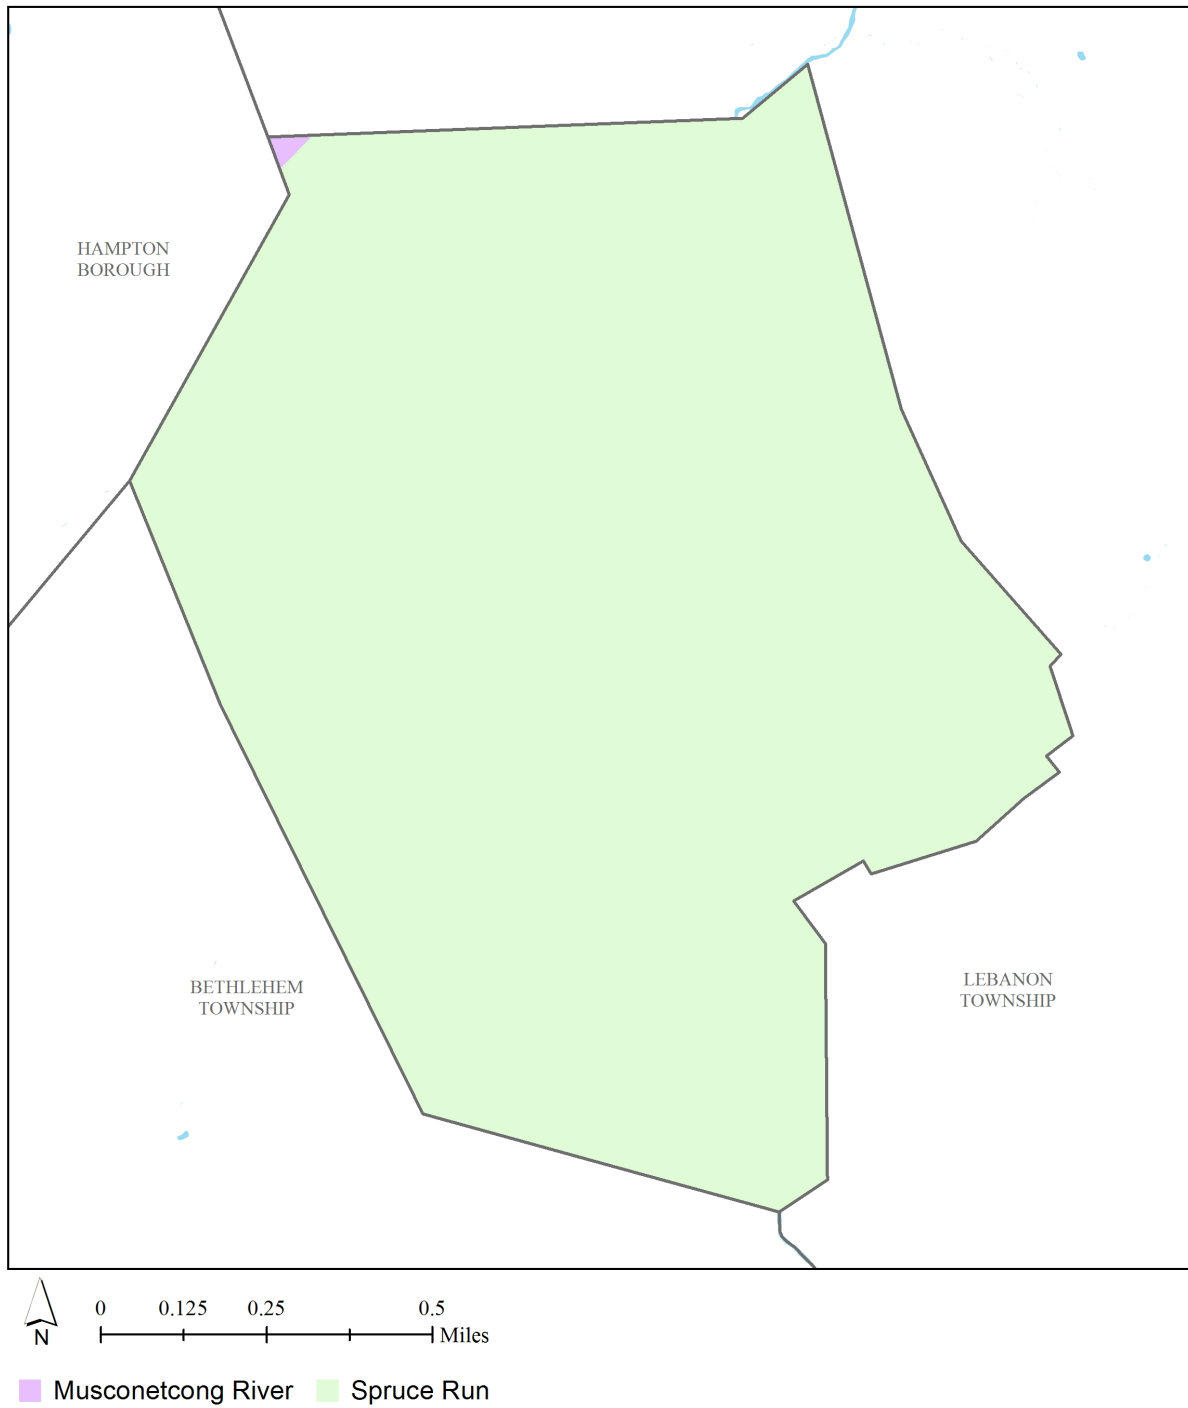 HAMPTON
BOROUGH
BETHLEHEM
TOWNSHIP
LEBANON
TOWNSHIP
N
0 0.125 0.25 0.5
Miles
Musconetcong River Spruce Run